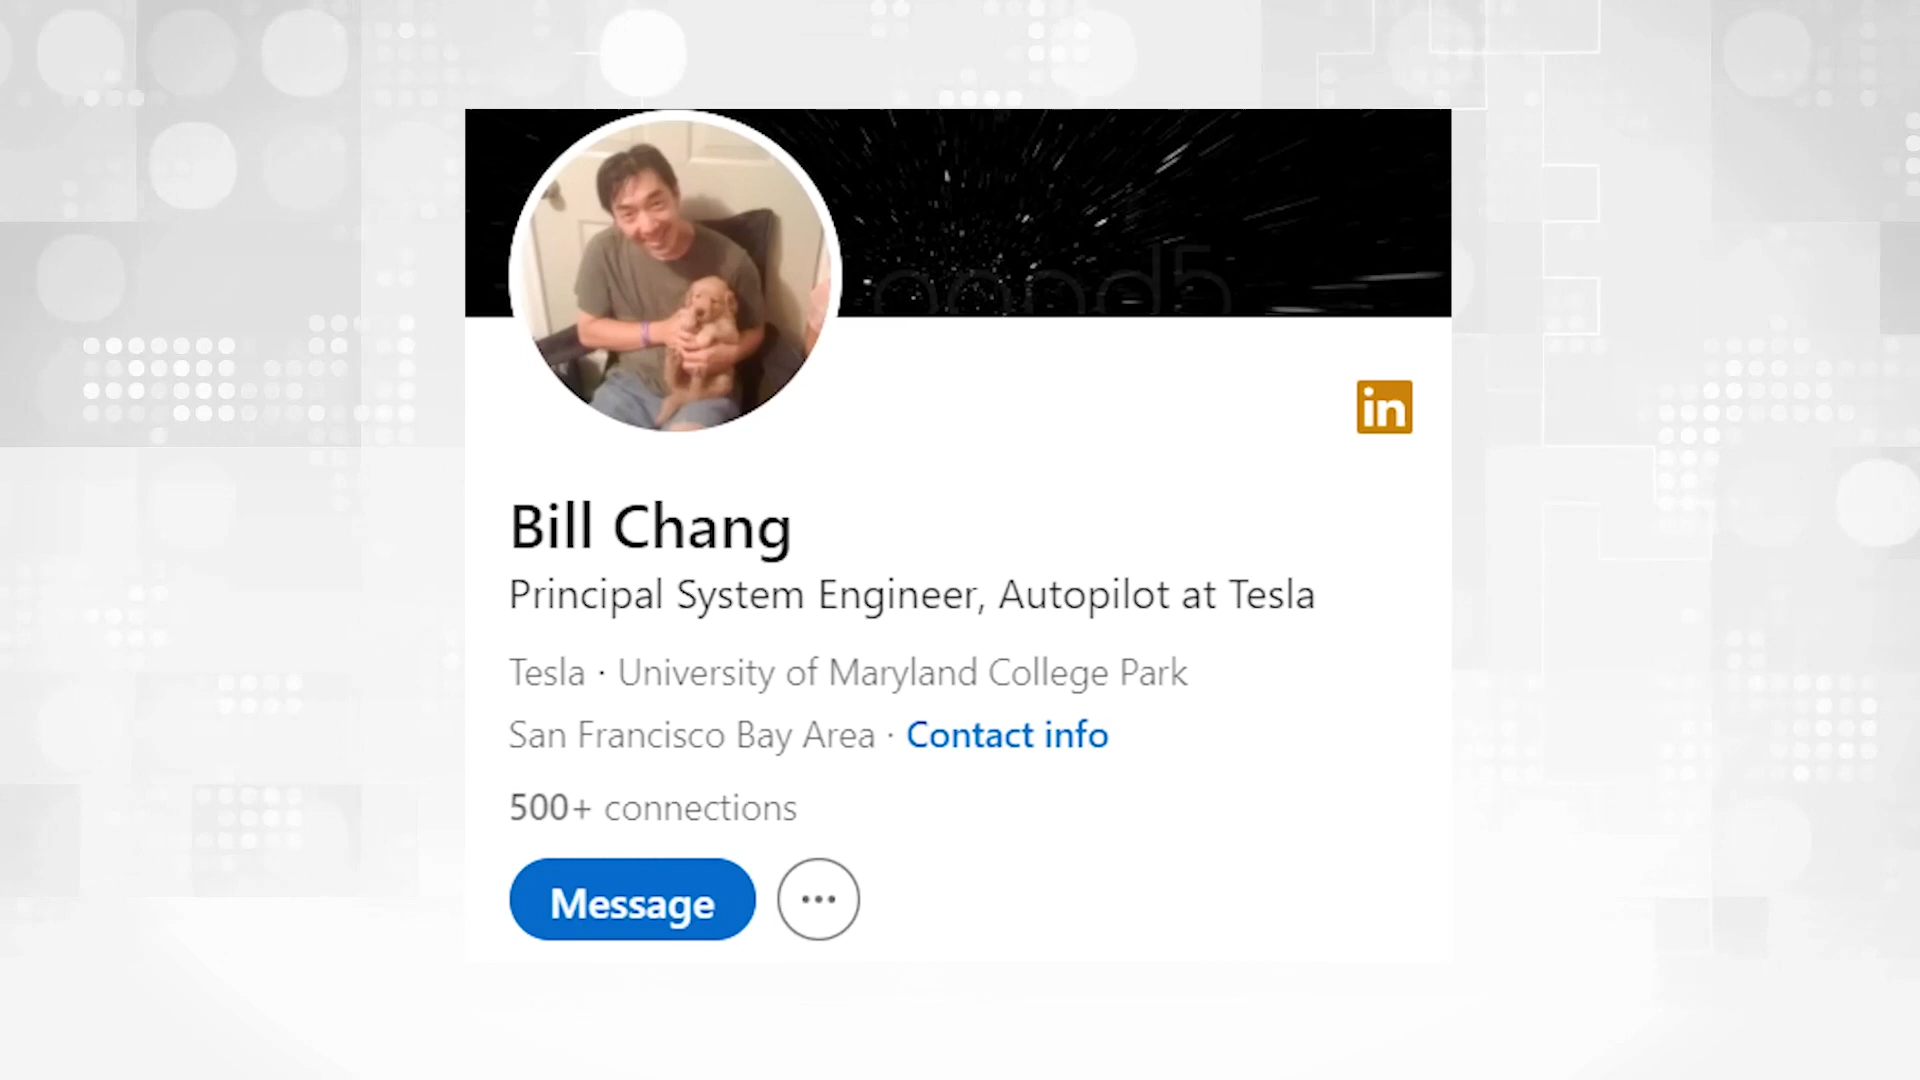 pond5
in
Bill Chang
Principal System Engineer, Autopilot at Tesla
Tesla · University of Maryland College Park
San Francisco Bay Area · Contact info
500+ connections
Message